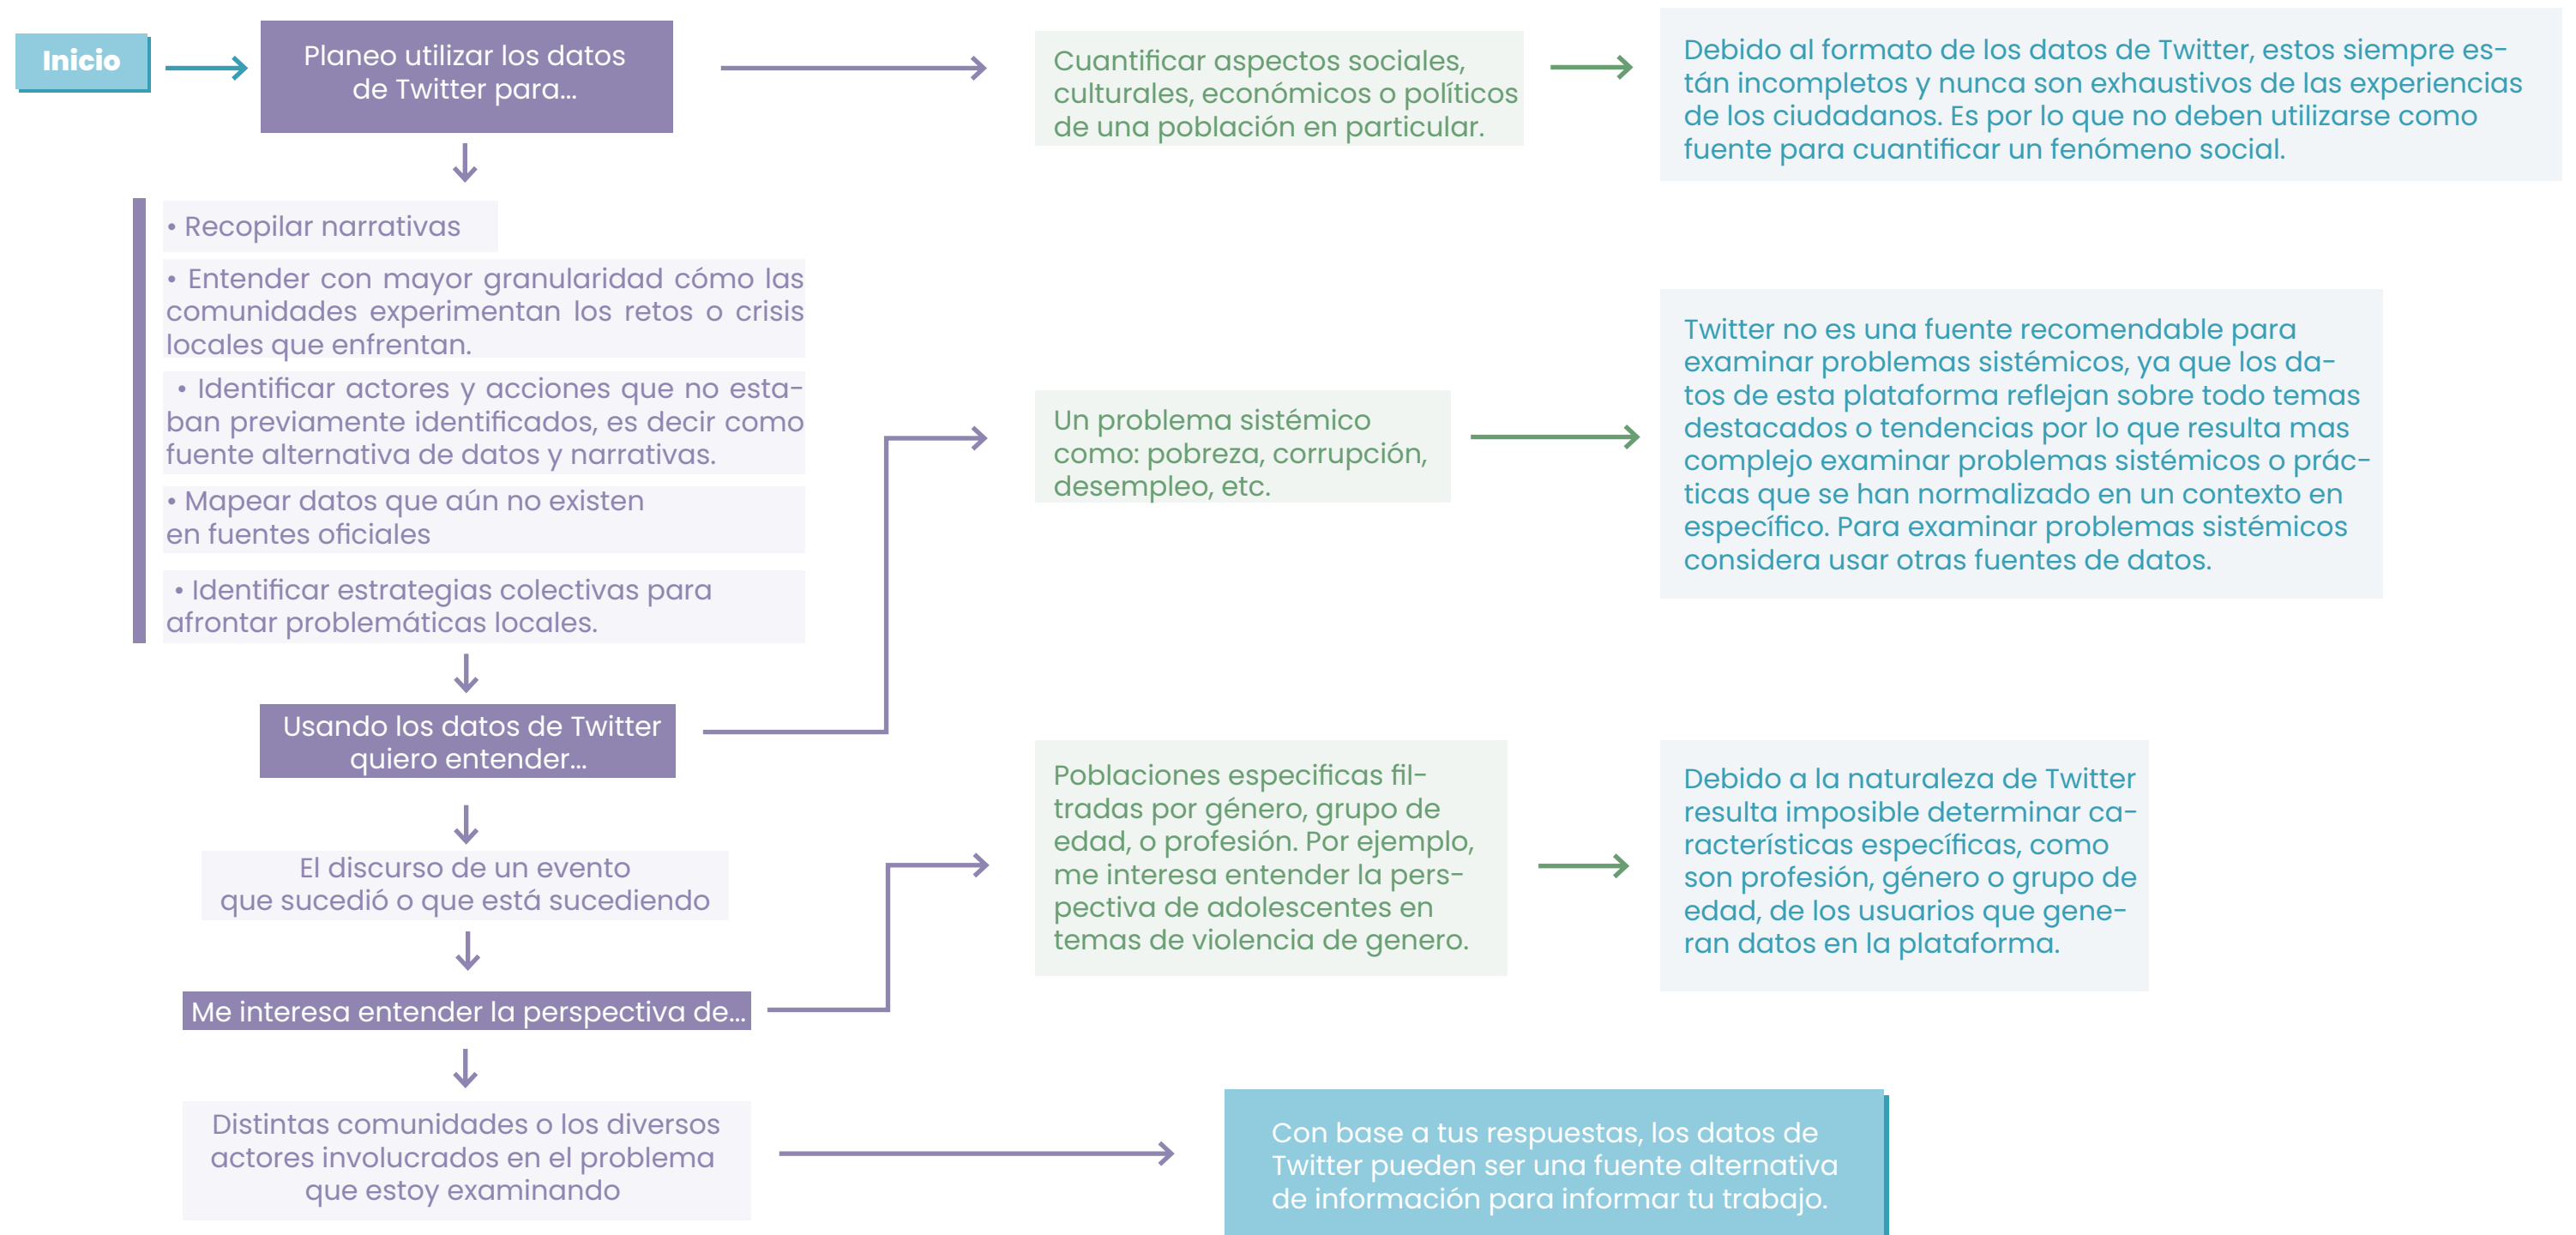 Inicio
Planeo utilizar los datos
de Twitter para...
Cuantificar aspectos sociales,
culturales, económicos o políticos
de una población en particular.
Debido al formato de los datos de Twitter, estos siempre es-
tán incompletos y nunca son exhaustivos de las experiencias
de los ciudadanos. Es por lo que no deben utilizarse como
fuente para cuantificar un fenómeno social.
• Recopilar narrativas
• Entender con mayor granularidad cómo las
comunidades experimentan los retos o crisis
locales que enfrentan.
• Identificar actores y acciones que no esta-
ban previamente identificados, es decir como
fuente alternativa de datos y narrativas.
• Mapear datos que aún no existen
en fuentes oficiales
• Identificar estrategias colectivas para
afrontar problemáticas locales.
Usando los datos de Twitter
quiero entender...
Un problema sistémico
como: pobreza, corrupción,
desempleo, etc.
Twitter no es una fuente recomendable para
examinar problemas sistémicos, ya que los da-
tos de esta plataforma reflejan sobre todo temas
destacados o tendencias por lo que resulta mas
complejo examinar problemas sistémicos o prác-
ticas que se han normalizado en un contexto en
específico. Para examinar problemas sistémicos
considera usar otras fuentes de datos.
El discurso de un evento
que sucedió o que está sucediendo
Me interesa entender la perspectiva de...
Poblaciones especificas fil-
tradas por género, grupo de
edad, o profesión. Por ejemplo,
me interesa entender la pers-
pectiva de adolescentes en
temas de violencia de genero.
Debido a la naturaleza de Twitter
resulta imposible determinar ca-
racterísticas específicas, como
son profesión, género o grupo de
edad, de los usuarios que gene-
ran datos en la plataforma.
Distintas comunidades o los diversos
actores involucrados en el problema
que estoy examinando
Con base a tus respuestas, los datos de
Twitter pueden ser una fuente alternativa
de información para informar tu trabajo.